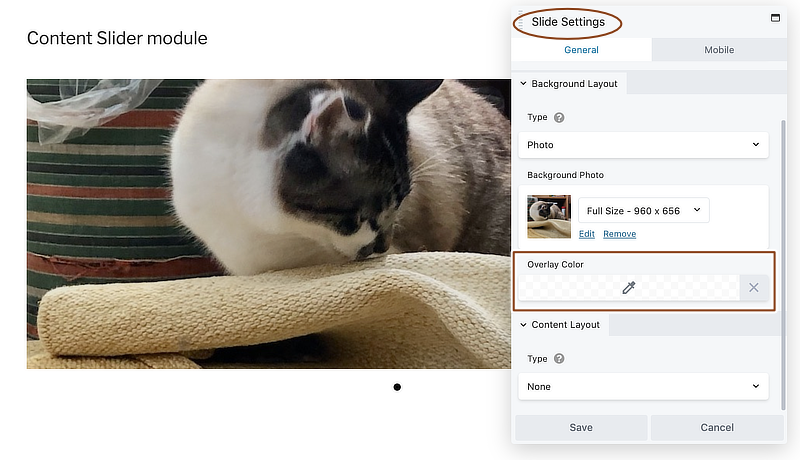 Content Slider module
Slide Settings
General
Mobile
Background Layout
Type ?
Photo
Background Photo
Full Size - 960 x 656
Edit Remove
Overlay Color
Content Layout
Type ?
None
Save
Cancel